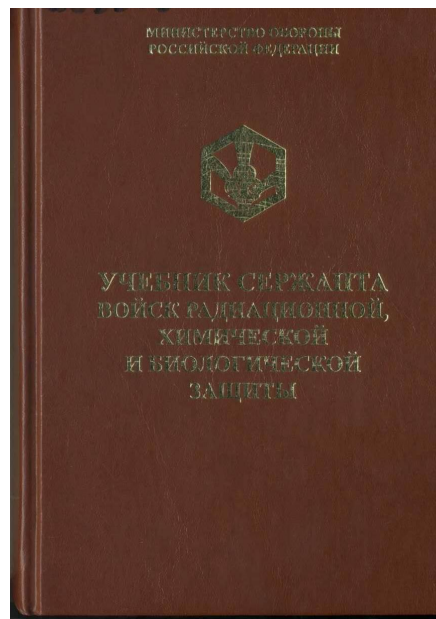 МИНИСТЕРСТВО ОБОРОНЫ
РОССИЙСКОЙ ФЕДЕРАЦИИ
УЧЕБНИК СЕРЖАНТА
ВОЙСК РАДИАЦИОННОЙ,
ХИМИЧЕСКОЙ
И БИОЛОГИЧЕСКОЙ
ЗАЩИТЫ